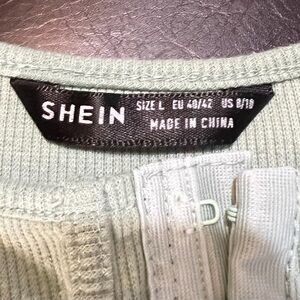 SHEIN
SIZE L EU 40/42 US 8/10
MADE IN CHINA